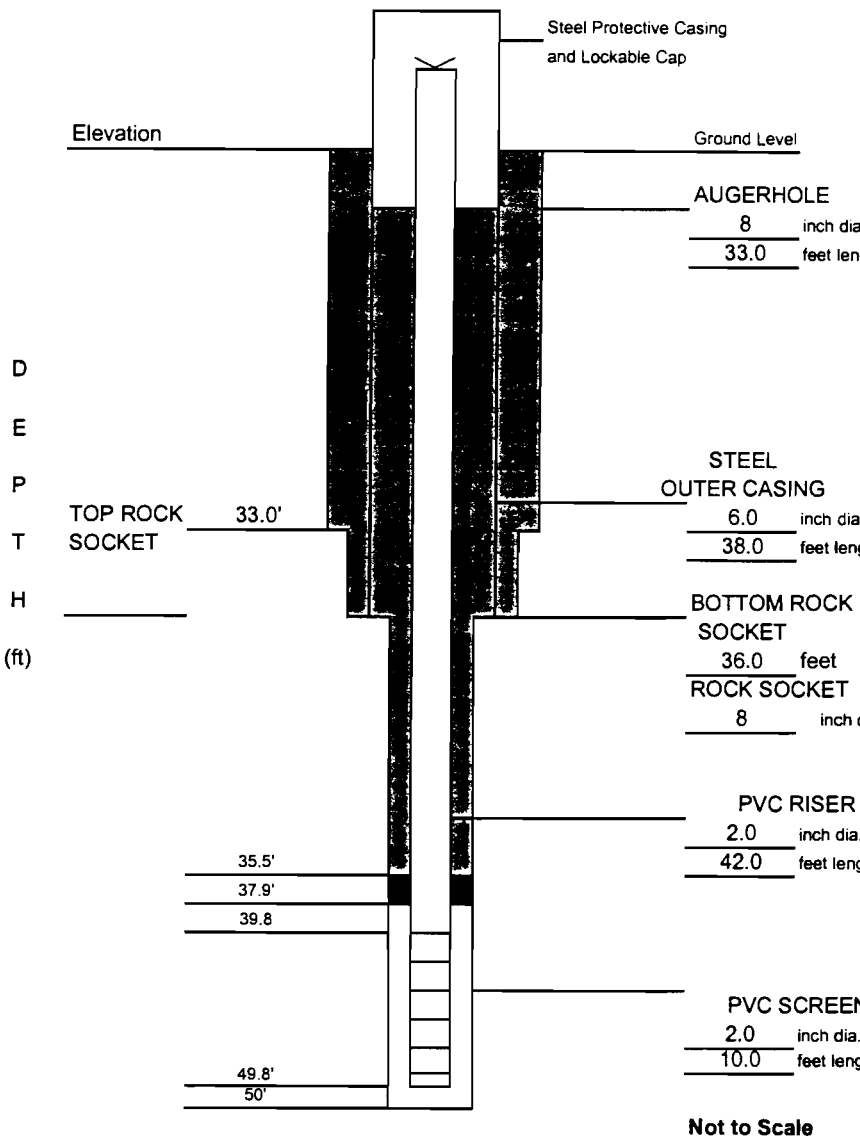 Steel Protective Casing
and Lockable Cap
Elevation
Ground Level
AUGERHOLE
8 inch dia
33.0 feet leng
D
E
P
T
H
(ft)
STEEL
OUTER CASING
6.0 inch dia
38.0 feet leng
TOP ROCK 33.0'
SOCKET
BOTTOM ROCK
SOCKET
36.0 feet
ROCK SOCKET
8 inch d
PVC RISER
2.0 inch dia.
42.0 feet leng
35.5'
37.9'
39.8
PVC SCREEN
2.0 inch dia.
10.0 feet leng
49.8'
50'
Not to Scale